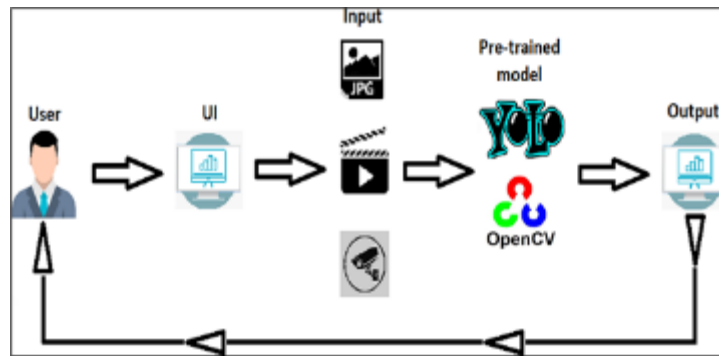 Input
Pre-trained
model
JPG
User
UI
YOLO
Output
OpenCV